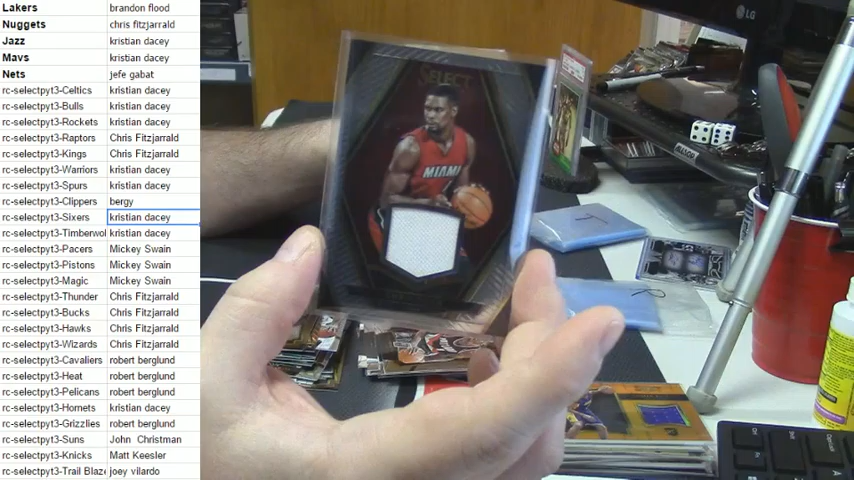 Lakers brandon flood
Nuggets chris fitzjarrald
Jazz kristian dacey
Mavs kristian dacey
Nets jefe gabat
rc-selectpyt3-Celtics kristian dacey
rc-selectpyt3-Bulls kristian dacey
rc-selectpyt3-Rockets kristian dacey
rc-selectpyt3-Raptors Chris Fitzjarrald
rc-selectpyt3-Kings Chris Fitzjarrald
rc-selectpyt3-Warriors kristian dacey
rc-selectpyt3-Spurs kristian dacey
rc-selectpyt3-Clippers bergy
rc-selectpyt3-Sixers kristian dacey
rc-selectpyt3-Timberwol kristian dacey
rc-selectpyt3-Pacers Mickey Swain
rc-selectpyt3-Pistons Mickey Swain
rc-selectpyt3-Magic Mickey Swain
rc-selectpyt3-Thunder Chris Fitzjarrald
rc-selectpyt3-Bucks Chris Fitzjarrald
rc-selectpyt3-Hawks Chris Fitzjarrald
rc-selectpyt3-Wizards Chris Fitzjarrald
rc-selectpyt3-Cavaliers robert berglund
rc-selectpyt3-Heat robert berglund
rc-selectpyt3-Pelicans robert berglund
rc-selectpyt3-Hornets kristian dacey
rc-selectpyt3-Grizzlies robert berglund
rc-selectpyt3-Suns John Christman
rc-selectpyt3-Knicks Matt Keesler
rc-selectpyt3-Trail Blaze joey vilardo
SELECT
MIAMI
LG